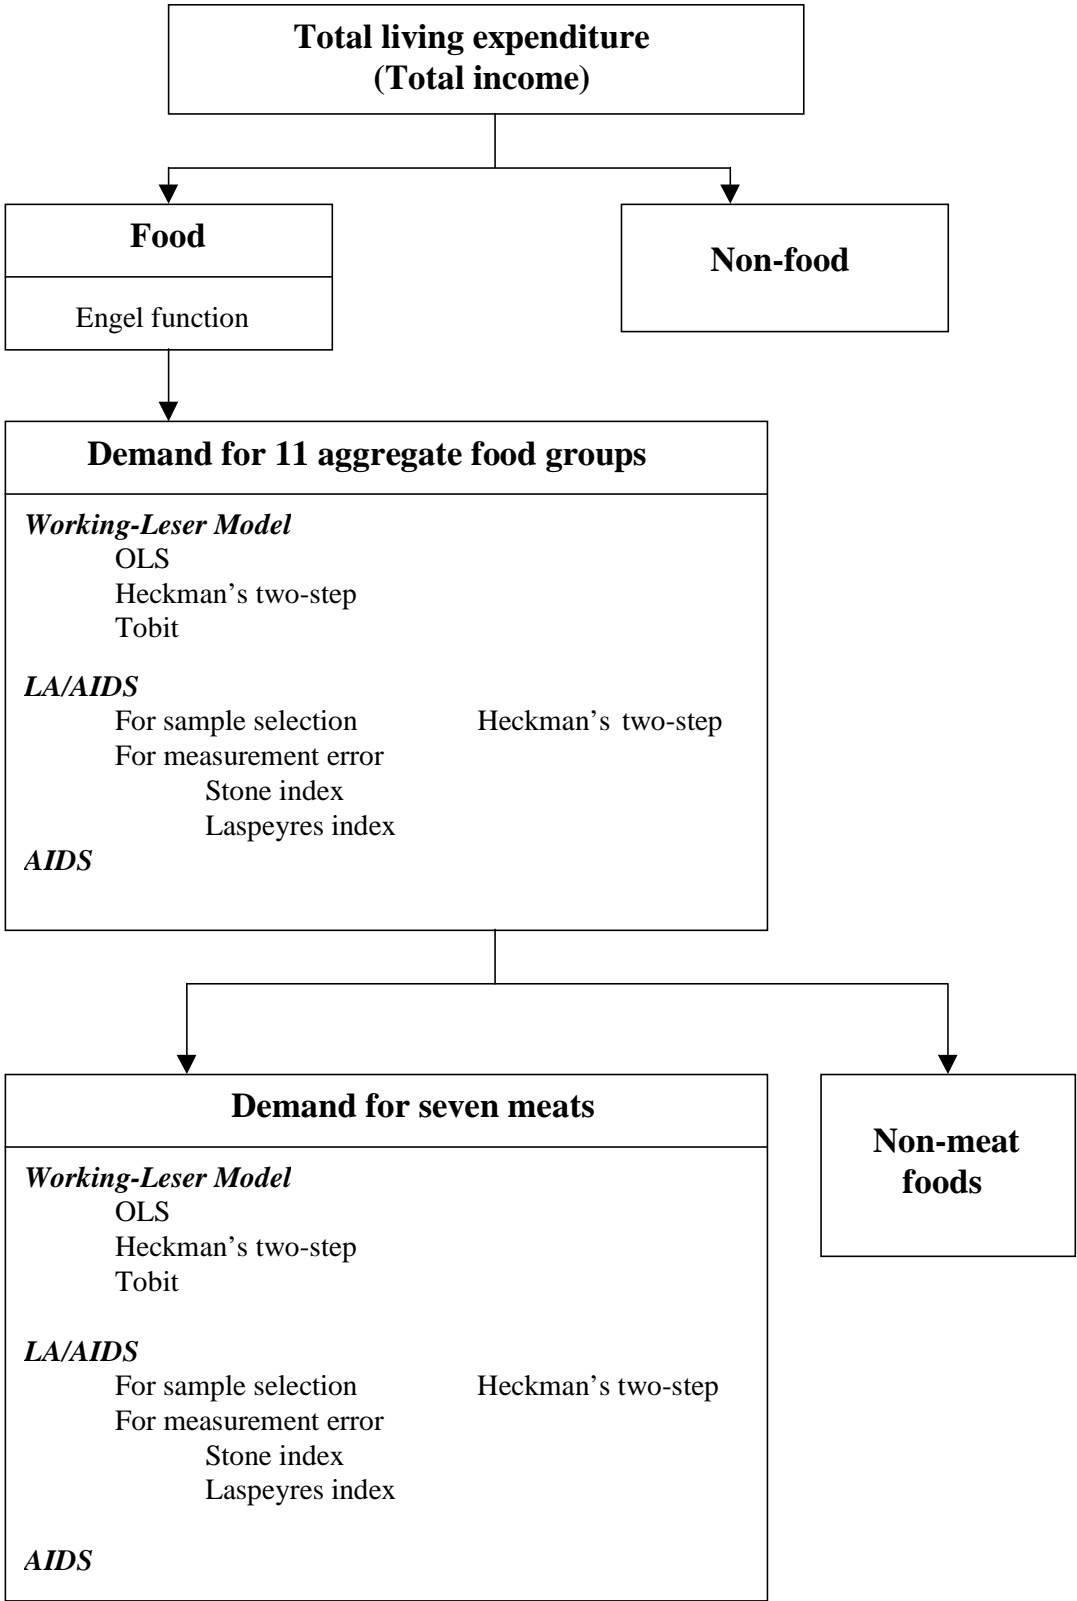 Total living expenditure
(Total income)
Food
Non-food
Engel function
Demand for 11 aggregate food groups
Working-Leser Model
OLS
Heckman’s two-step
Tobit
LA/AIDS
For sample selection Heckman’s two-step
For measurement error
Stone index
Laspeyres index
AIDS
Demand for seven meats
Working-Leser Model
OLS
Heckman’s two-step
Tobit
LA/AIDS
For sample selection Heckman’s two-step
For measurement error
Stone index
Laspeyres index
AIDS
Non-meat
foods